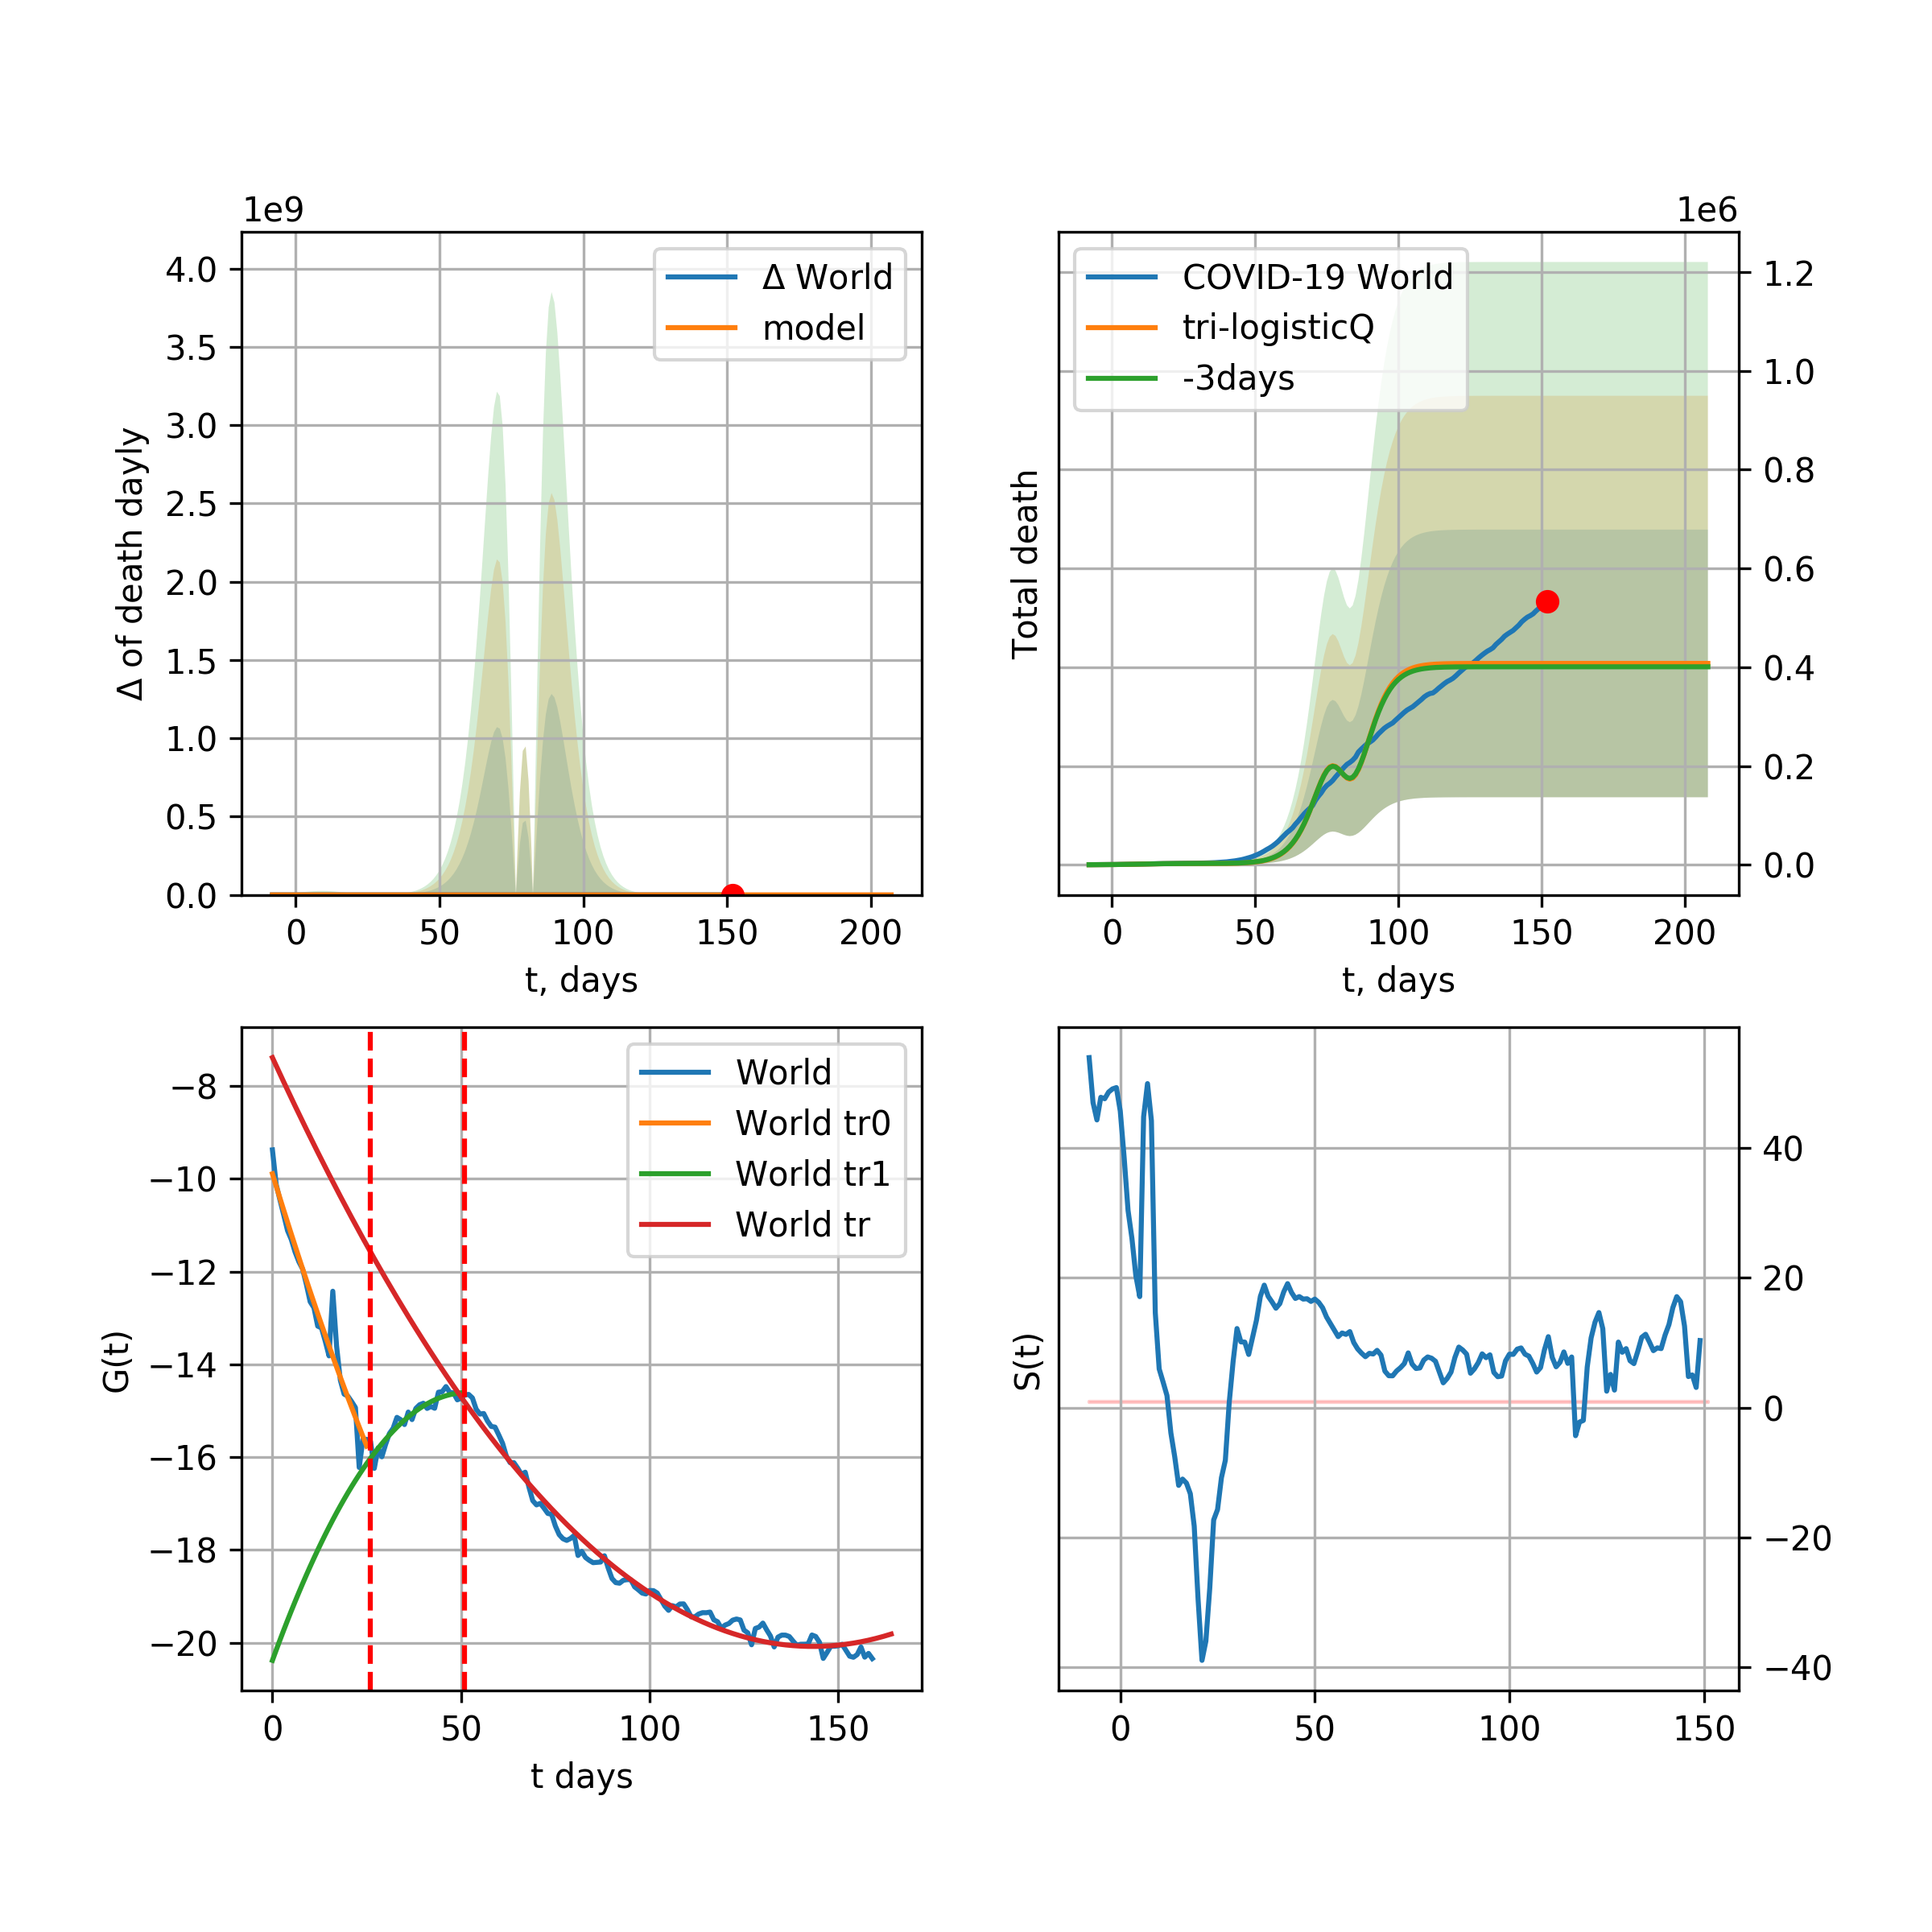 1e9
4.0
3.5
3.0
2.5
2.0
1.5
1.0
0.5
0.0
Δ of death dayly
Δ World
model
0 50 100 150 200
t, days
1e6
Total death
COVID-19 World
tri-logisticQ
-3days
1.2
1.0
0.8
0.6
0.4
0.2
0.0
0 50 100 150 200
t, days
−8
−10
−12
−14
−16
−18
−20
G(t)
World
World tr0
World tr1
World tr
0 50 100 150
t days
S(t)
40
20
0
−20
−40
0 50 100 150